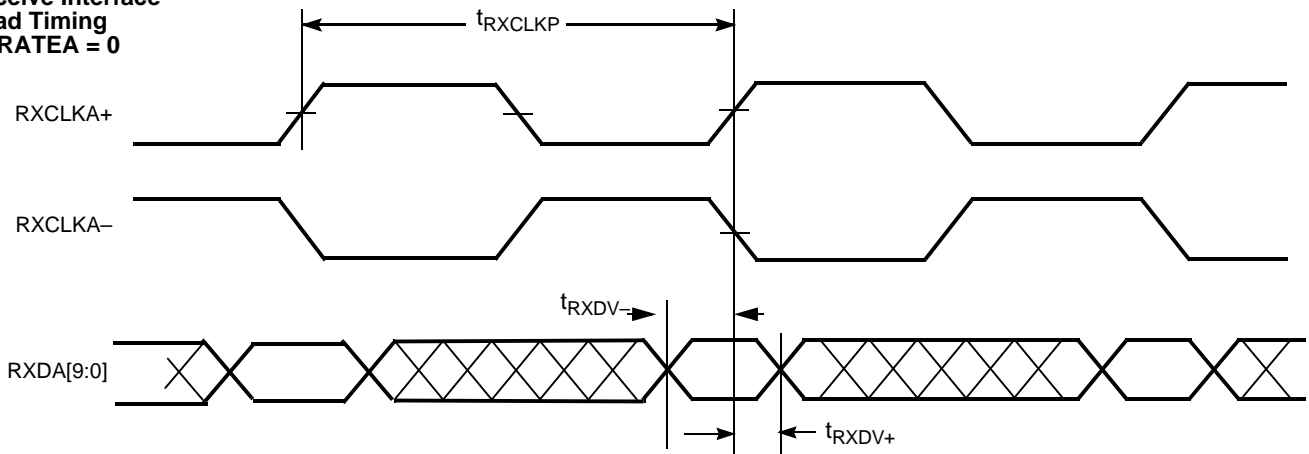 ad Timing
RATEA = 0
tRXCLKP
RXCLKA+
RXCLKA–
tRXDV–
RXDA[9:0]
tRXDV+